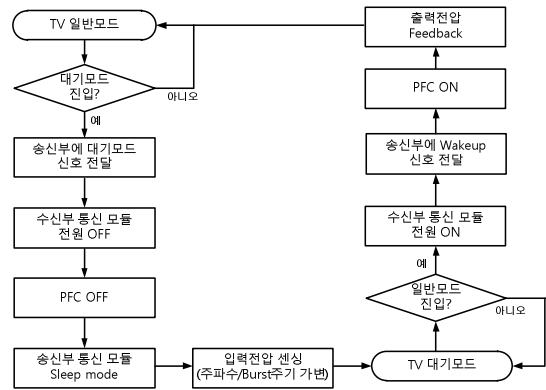 TV 일반모드
대기모드
진입?
아니오
예
송신부에 대기모드
신호 전달
수신부 통신 모듈
전원 OFF
PFC OFF
송신부 통신 모듈
Sleep mode
입력전압 센싱
(주파수/Burst주기 가변)
TV 대기모드
일반모드
진입?
아니오
예
수신부 통신 모듈
전원 ON
송신부에 Wakeup
신호 전달
PFC ON
출력전압
Feedback